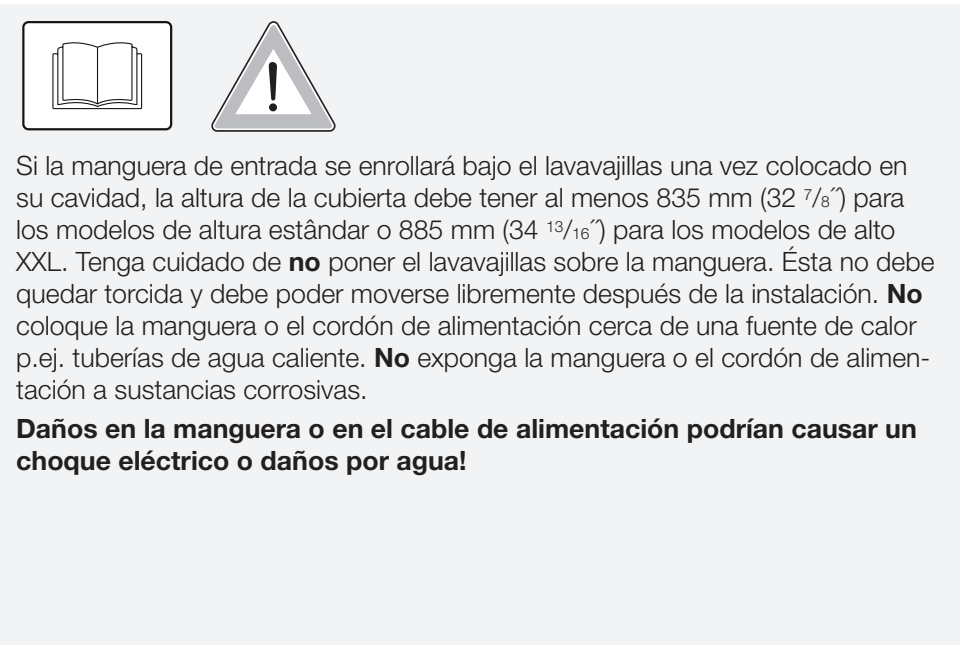 Si la manguera de entrada se enrollará bajo el lavavajillas una vez colocado en
su cavidad, la altura de la cubierta debe tener al menos 835 mm (32 7/8´) para
los modelos de altura estândar o 885 mm (34 13/16´) para los modelos de alto
XXL. Tenga cuidado de no poner el lavavajillas sobre la manguera. Ésta no debe
quedar torcida y debe poder moverse libremente después de la instalación. No
coloque la manguera o el cordón de alimentación cerca de una fuente de calor
p.ej. tuberías de agua caliente. No exponga la manguera o el cordón de alimen-
tación a sustancias corrosivas.
Daños en la manguera o en el cable de alimentación podrían causar un
choque eléctrico o daños por agua!